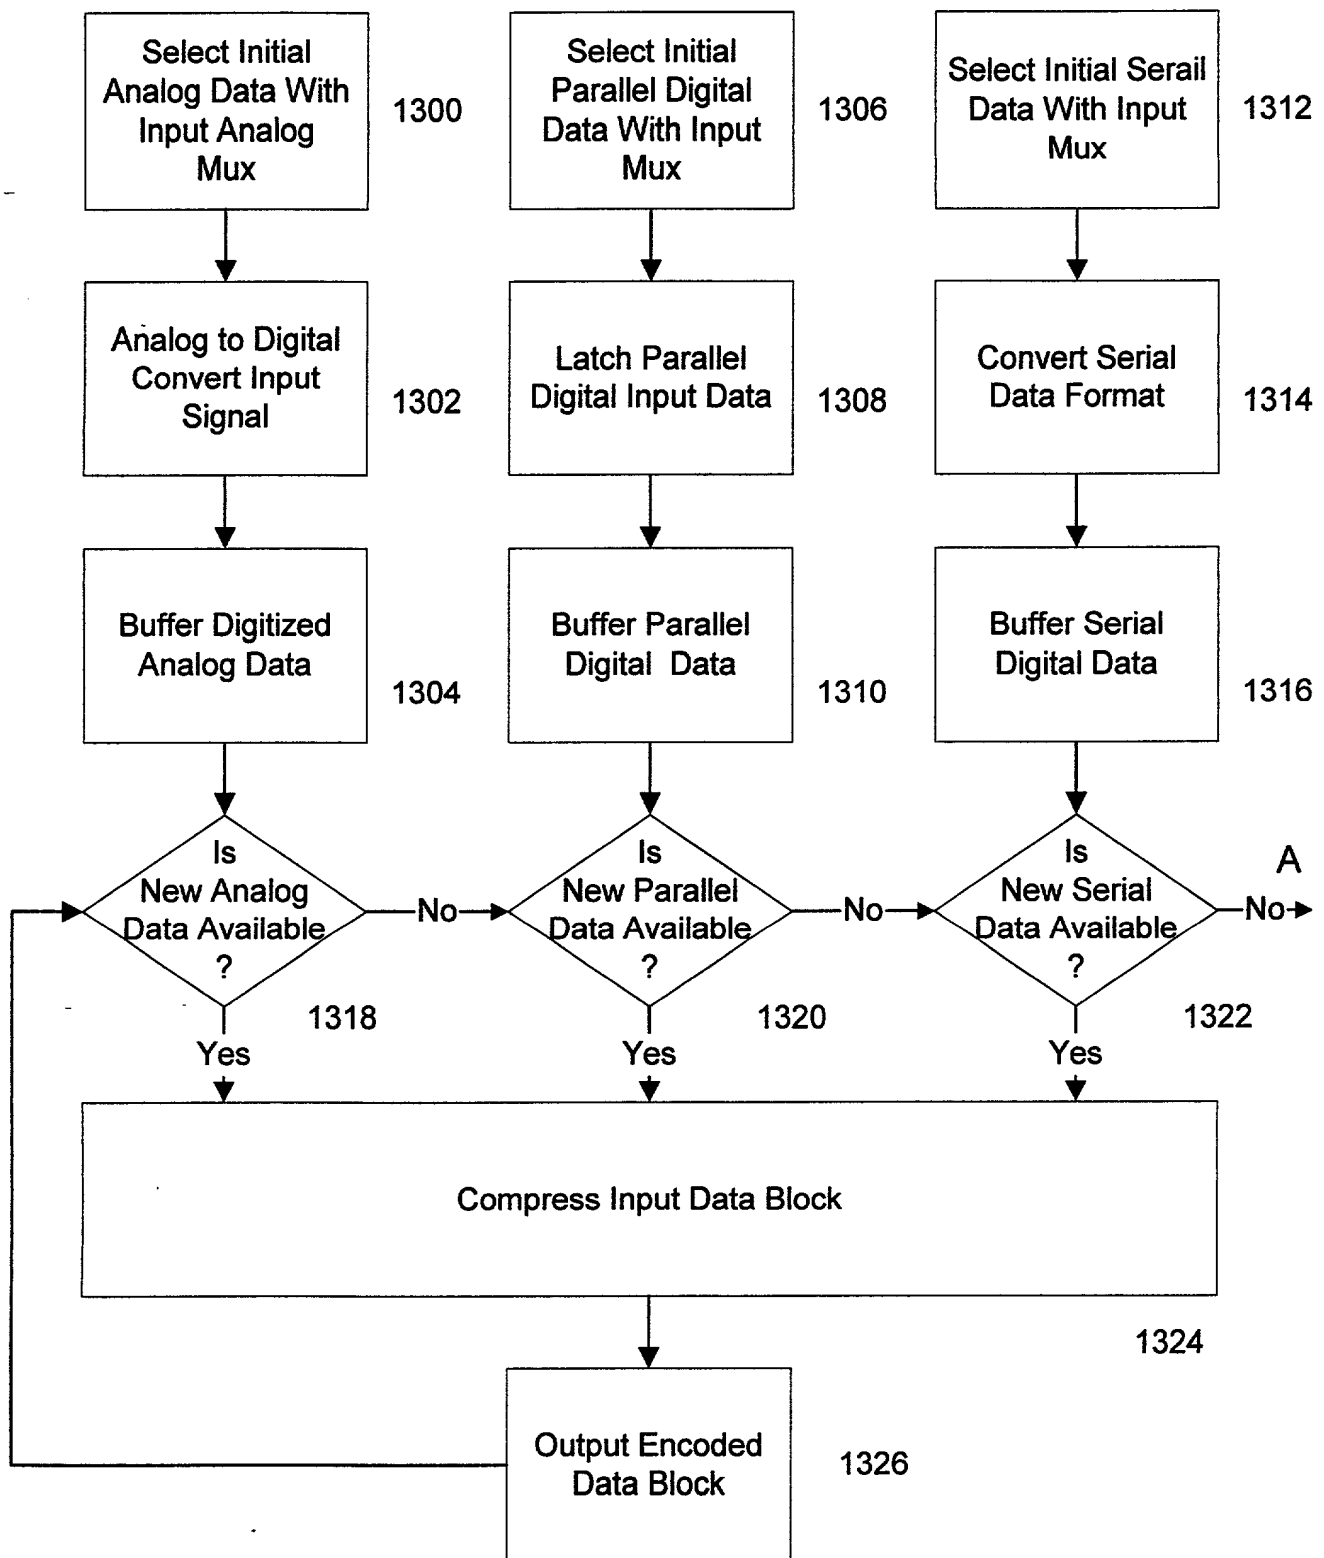 Select Initial
Analog Data With
Input Analog
Mux
1300
Select Initial
Parallel Digital
Data With Input
Mux
1306
Select Initial Serail
Data With Input
Mux
1312
Analog to Digital
Convert Input
Signal
1302
Latch Parallel
Digital Input Data
1308
Convert Serial
Data Format
1314
Buffer Digitized
Analog Data
1304
Buffer Parallel
Digital Data
1310
Buffer Serial
Digital Data
1316
Is
New Analog
Data Available
?
1318
No
Is
New Parallel
Data Available
?
1320
No
Is
New Serial
Data Available
?
1322
A
No
Yes
Yes
Yes
Compress Input Data Block
1324
Output Encoded
Data Block
1326